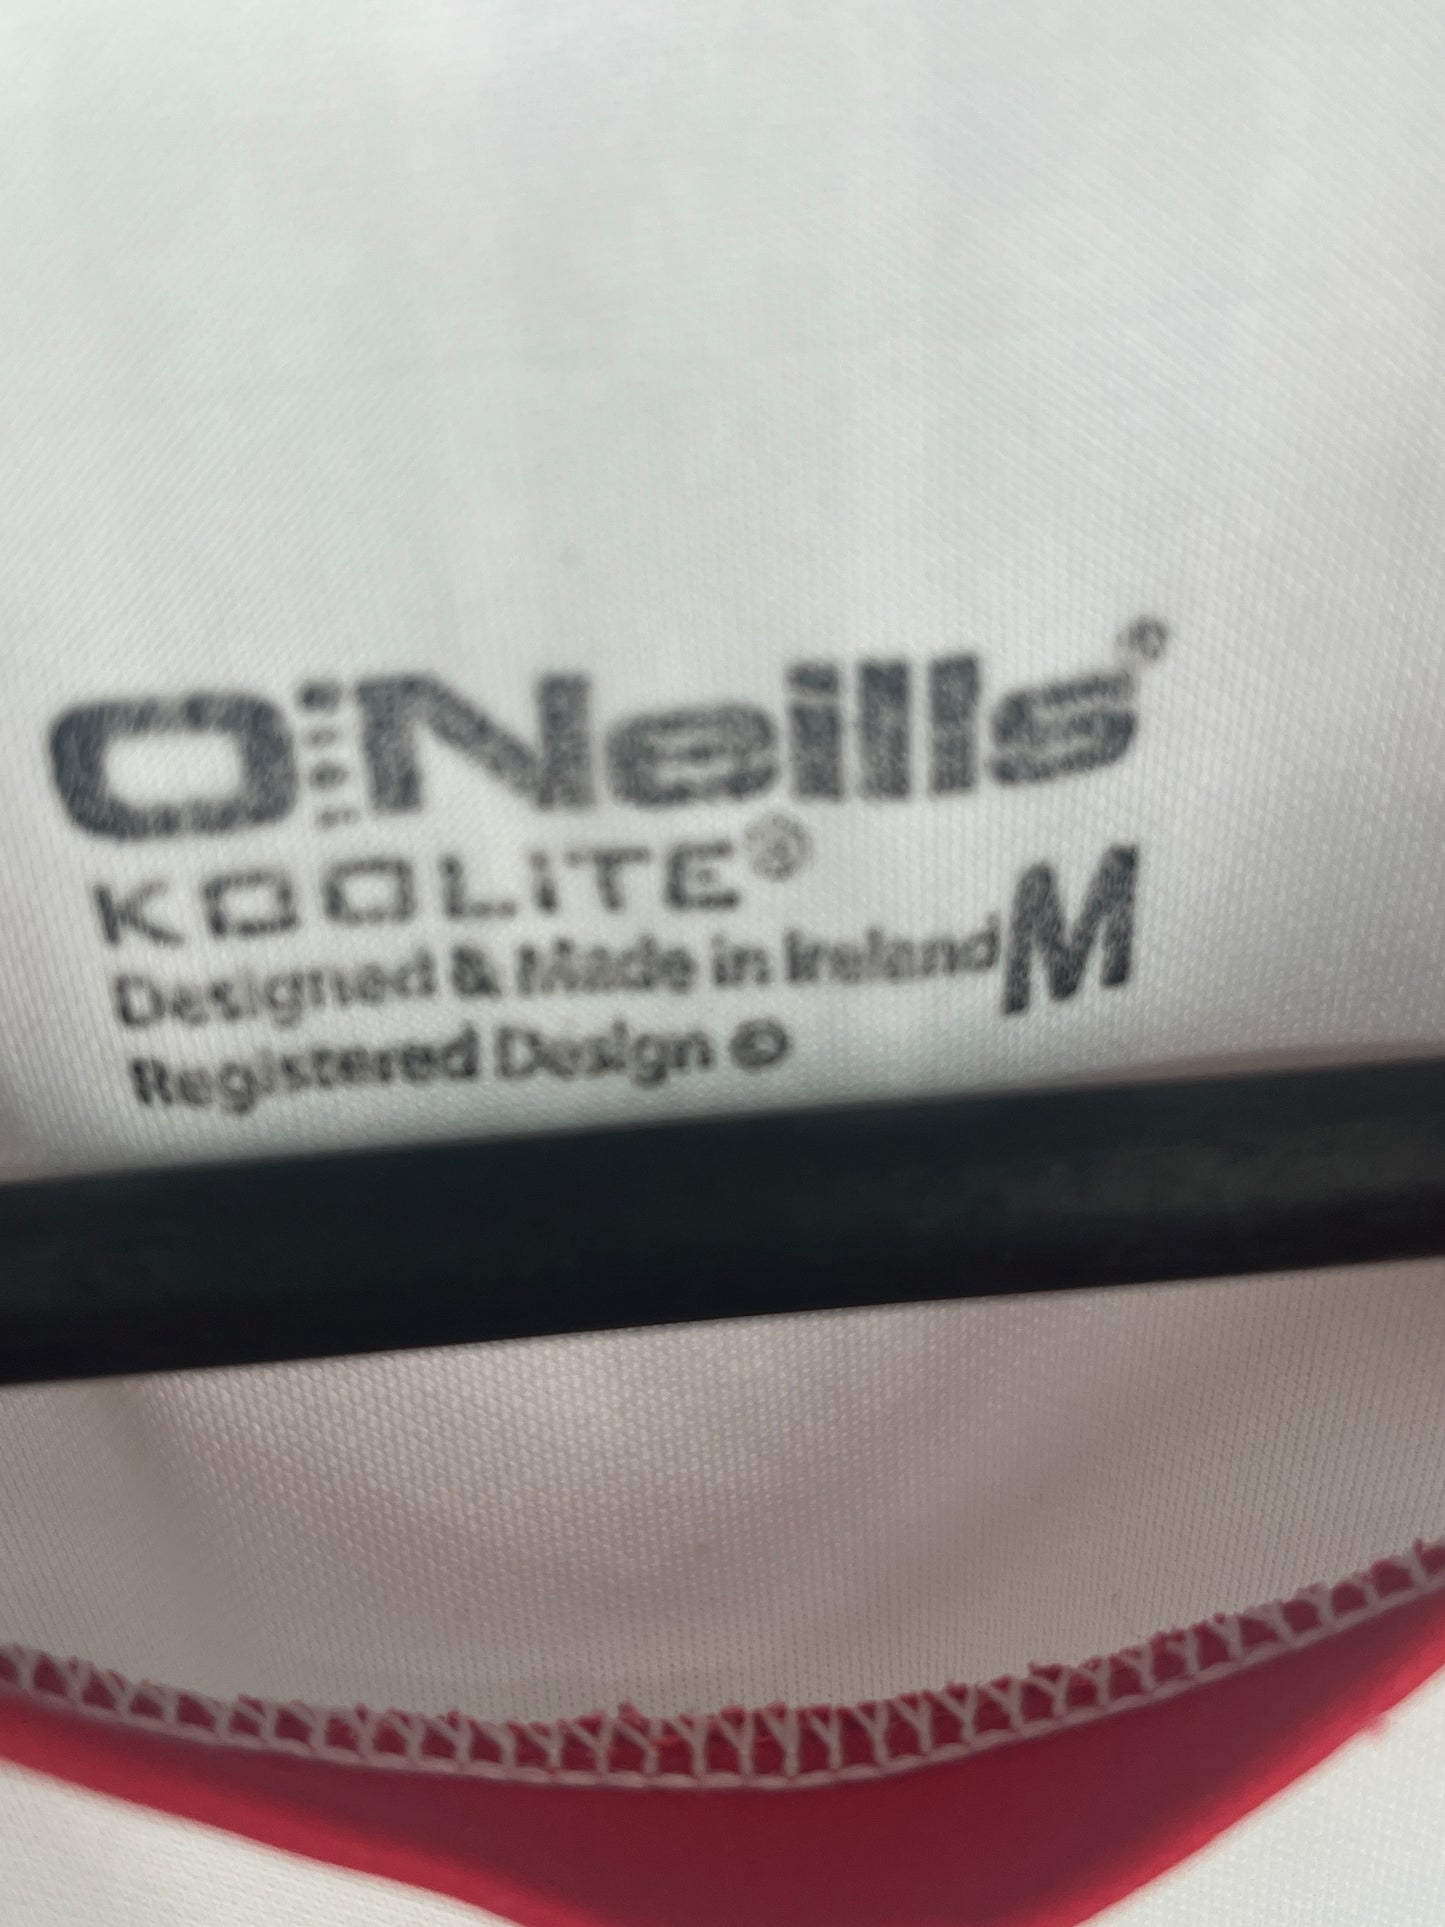 O'Neills®
KOOLITE®
Designed & Made in Ireland M
Registered Design ©